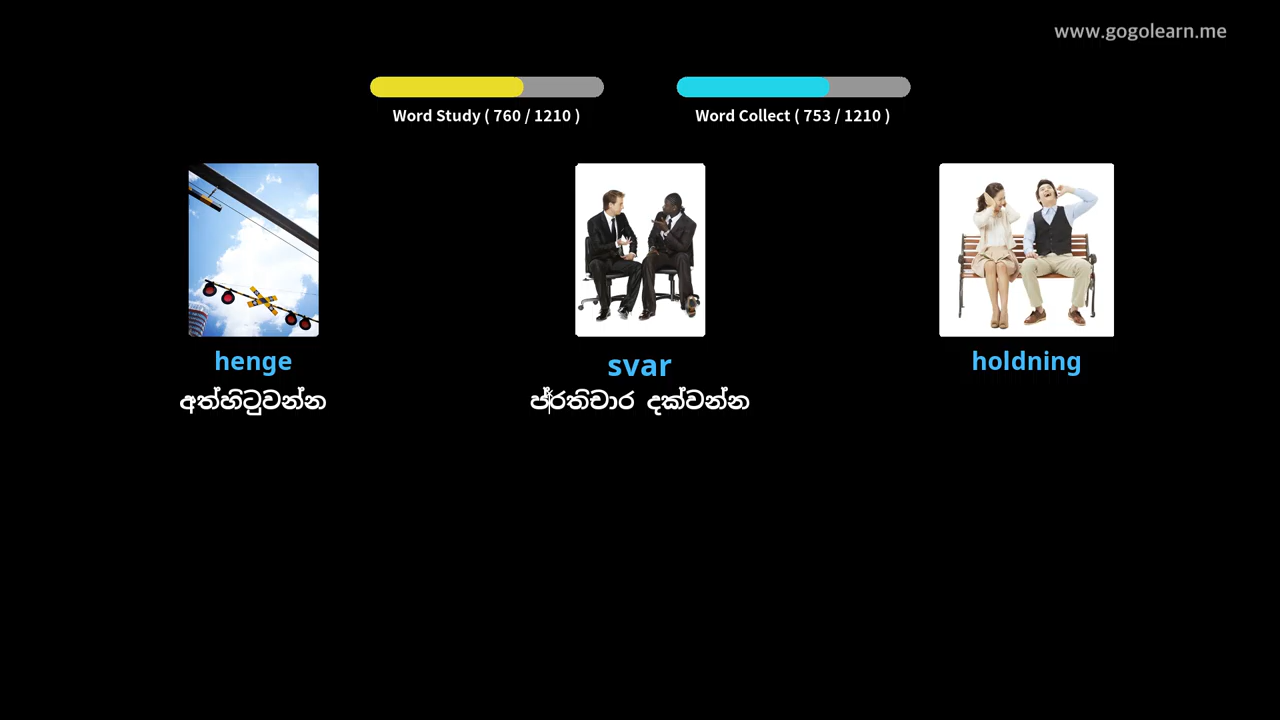 www.gogolearn.me
Word Study ( 760 / 1210 )
Word Collect ( 753 / 1210 )
henge
අත්හිටුවන්න
svar
ප්රතිචාර දක්වන්න
holdning